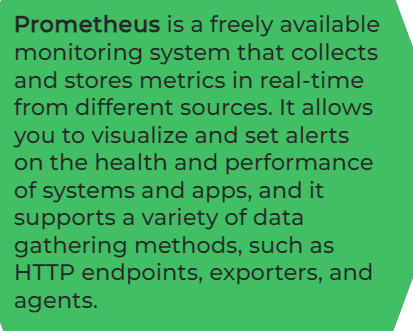 Prometheus is a freely available
monitoring system that collects
and stores metrics in real-time
from different sources. It allows
you to visualize and set alerts
on the health and performance
of systems and apps, and it
supports a variety of data
gathering methods, such as
HTTP endpoints, exporters, and
agents.